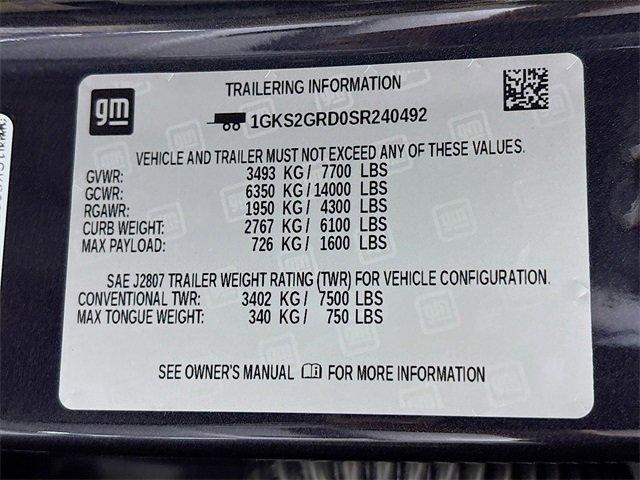 gm
TRAILERING INFORMATION
1GKS2GRD0SR240492
VEHICLE AND TRAILER MUST NOT EXCEED ANY OF THESE VALUES.
GVWR: 3493 KG / 7700 LBS
GCWR: 6350 KG / 14000 LBS
RGAWR: 1950 KG / 4300 LBS
CURB WEIGHT: 2767 KG / 6100 LBS
MAX PAYLOAD: 726 KG / 1600 LBS
SAE J2807 TRAILER WEIGHT RATING (TWR) FOR VEHICLE CONFIGURATION.
CONVENTIONAL TWR: 3402 KG / 7500 LBS
MAX TONGUE WEIGHT: 340 KG / 750 LBS
SEE OWNER'S MANUAL FOR MORE INFORMATION